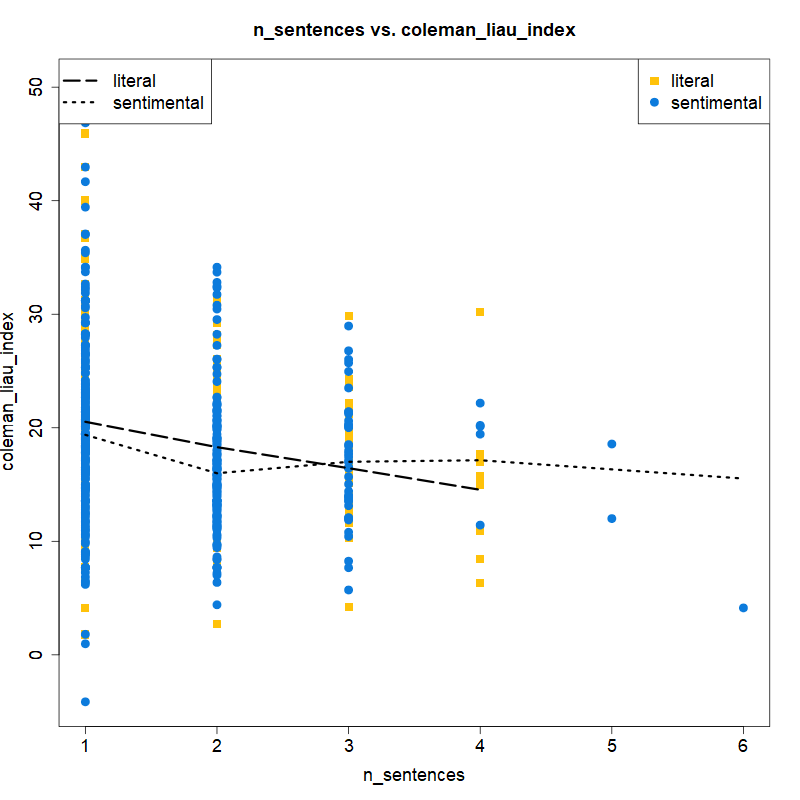 n_sentences vs. coleman_liau_index
literal
sentimental
literal
sentimental
coleman_liau_index
50
40
30
20
10
0
1 2 3 4 5 6
n_sentences